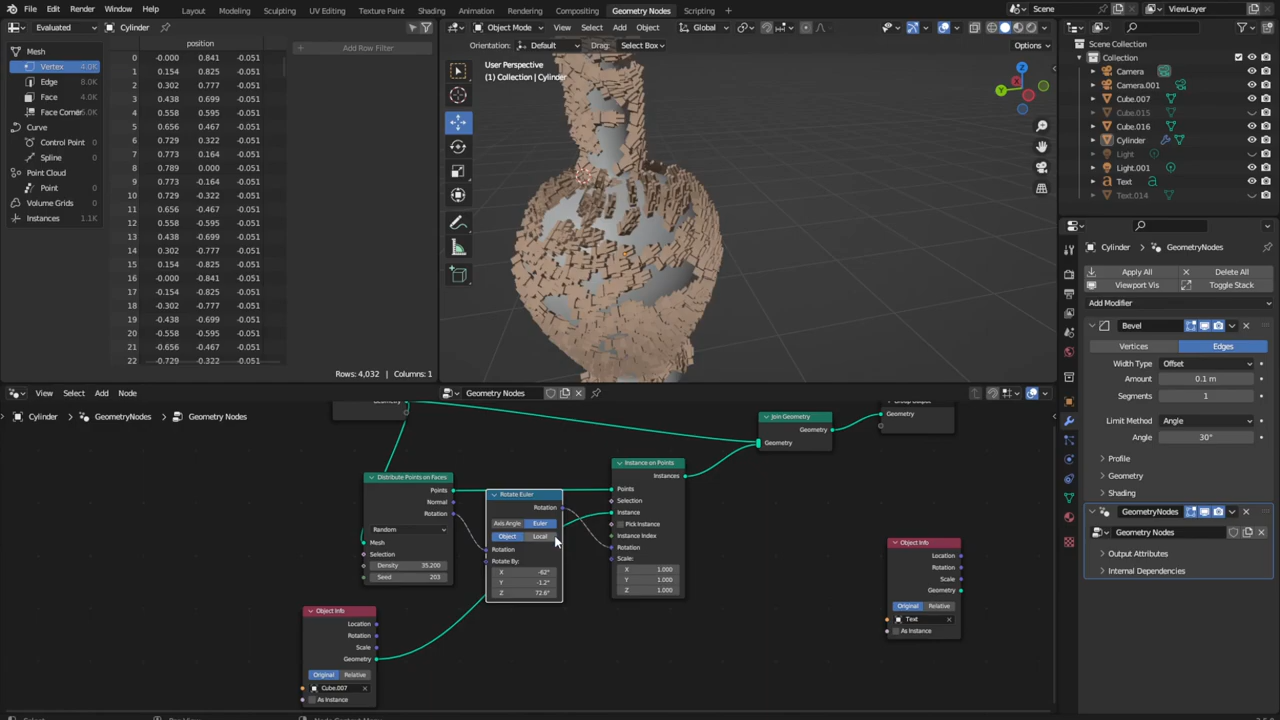 File Edit Render Window Help Layout Modeling Sculpting UV Editing Texture Paint Shading Animation Rendering Compositing Geometry Nodes Scripting Scene ViewLayer
Evaluated Cylinder
Mesh
Vertex 4.0K
Edge 8.0K
Face 4.0K
Face Corner
Curve
Control Point 0
Spline 0
Point Cloud
Point 0
Volume Grids 0
Instances 1.1K
position
0 -0.000 0.841 -0.051
1 0.154 0.825 -0.051
2 0.302 0.777 -0.051
3 0.438 0.699 -0.051
4 0.558 0.595 -0.051
5 0.656 0.467 -0.051
6 0.729 0.322 -0.051
7 0.773 0.164 -0.051
8 0.789 0.000 -0.051
9 0.773 -0.164 -0.051
10 0.729 -0.322 -0.051
11 0.656 -0.467 -0.051
12 0.558 -0.595 -0.051
13 0.438 -0.699 -0.051
14 0.302 -0.777 -0.051
15 0.154 -0.825 -0.051
16 -0.000 0.841 -0.051
17 -0.154 0.825 -0.051
18 -0.302 0.777 -0.051
19 -0.438 0.699 -0.051
20 -0.558 0.595 -0.051
21 -0.656 0.467 -0.051
22 -0.729 0.322 -0.051
Add Row Filter
Rows: 4,032 | Columns: 1
Object Mode View Select Add Object Global
Orientation: Default Drag: Select Box Options
User Perspective
(1) Collection | Cylinder
Z
X
Y
Scene Collection
Collection
Camera
Camera.001
Cube.007
Cube.015
Cube.016
Cylinder
Light
Light.001
Text
Text.014
Cylinder GeometryNodes
Apply All Delete All
Viewport Vis Toggle Stack
Add Modifier
Bevel
Vertices Edges
Width Type Offset
Amount 0.1 m
Segments 1
Limit Method Angle
Angle 30°
Profile
Geometry
Shading
GeometryNodes
Geometry Nodes
Output Attributes
Internal Dependencies
View Select Add Node Geometry Nodes
Cylinder GeometryNodes Geometry Nodes
Geometry
Distribute Points on Faces
Points
Normal
Rotation
Random
Mesh
Selection
Density 35.200
Seed 203
Object Info
Location
Rotation
Scale
Geometry
Original Relative
Cube.007
As Instance
Rotate Euler
Rotation
Axis Angle Euler
Object Local
Rotation
Rotate By:
X -62°
Y -1.2°
Z 72.6°
Instance on Points
Instances
Points
Selection
Instance
Pick Instance
Instance Index
Rotation
Scale:
X 1.000
Y 1.000
Z 1.000
Join Geometry
Geometry
Geometry
Geometry
Object Info
Location
Rotation
Scale
Geometry
Original Relative
Text
As Instance